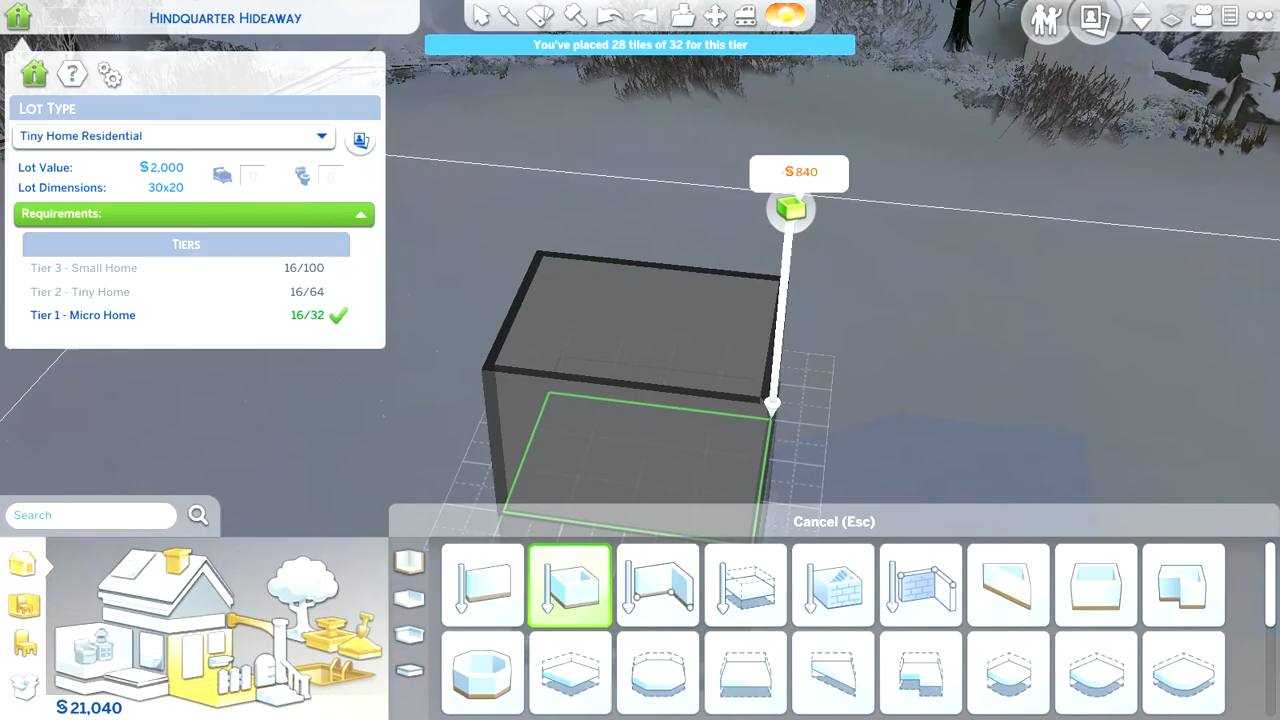 HINDQUARTER HIDEAWAY
You've placed 28 tiles of 32 for this tier
LOT TYPE
Tiny Home Residential
Lot Value: §2,000
0 0
Lot Dimensions: 30x20
Requirements:
TIERS
Tier 3 - Small Home 16/100
Tier 2 - Tiny Home 16/64
Tier 1 - Micro Home 16/32
-§840
Search
Cancel (Esc)
§21,040